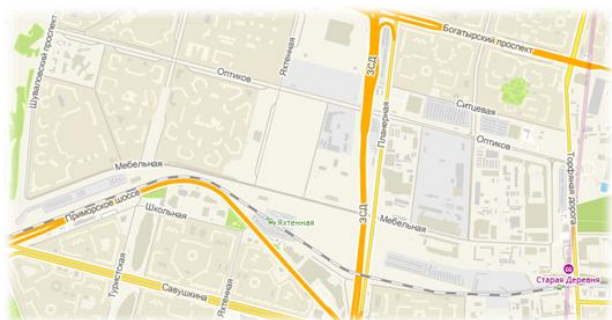 Богатырский проспект
Шуваловский проспект
Яхтенная
Оптиков
ЗСД
Планерная
Ситцевая
Оптиков
Торфяная дорога
Мебельная
Приморское шоссе
Школьная
Яхтенная
ЗСД
Мебельная
Туристская
Савушкина
Яхтенная
Старая Деревня